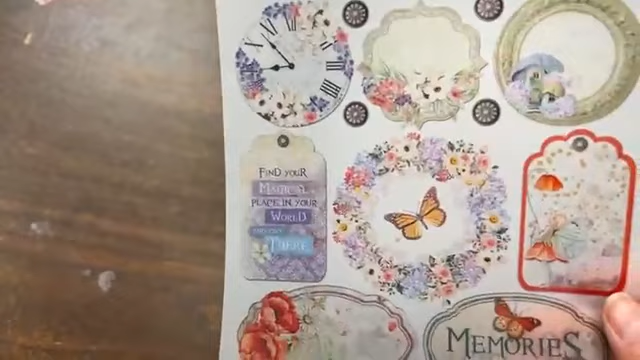 FIND YOUR
MAGICAL
PLACE IN YOUR
WORLD
THERE
MEMORIES